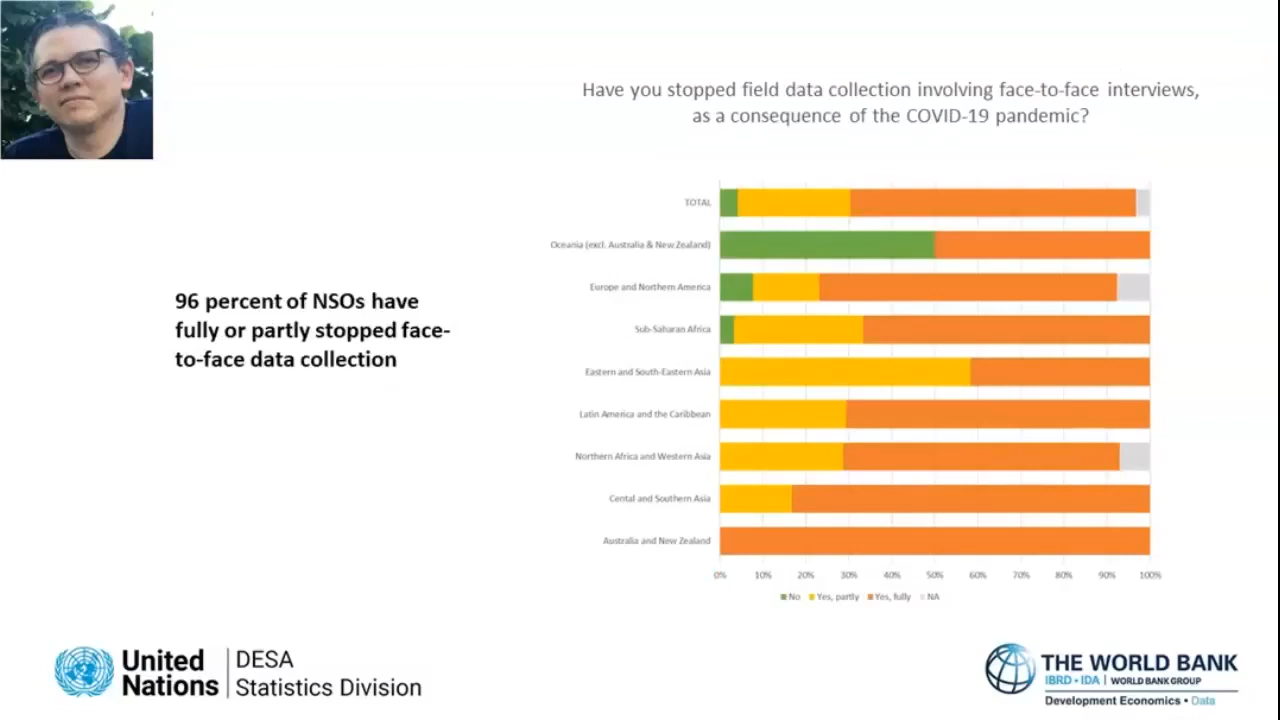 Have you stopped field data collection involving face-to-face interviews,
as a consequence of the COVID-19 pandemic?
96 percent of NSOs have
fully or partly stopped face-
to-face data collection
TOTAL
Oceania (excl. Australia & New Zealand)
Europe and Northern America
Sub-Saharan Africa
Eastern and South-Eastern Asia
Latin America and the Caribbean
Northern Africa and Western Asia
Cental and Southern Asia
Australia and New Zealand
0% 10% 20% 30% 40% 50% 60% 70% 80% 90% 100%
No Yes, partly Yes, fully NA
United Nations
DESA
Statistics Division
THE WORLD BANK
IBRD • IDA | WORLD BANK GROUP
Development Economics • Data